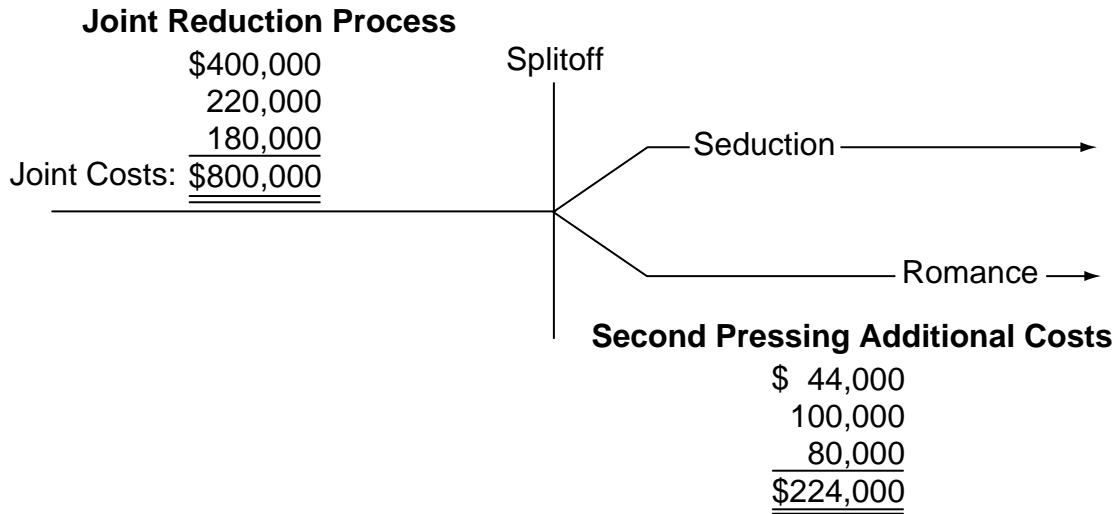 Joint Reduction Process
$400,000
Splitoff
220,000
180,000
Seduction
Joint Costs: $800,000
Romance
Second Pressing Additional Costs
$ 44,000
100,000
80,000
$224,000